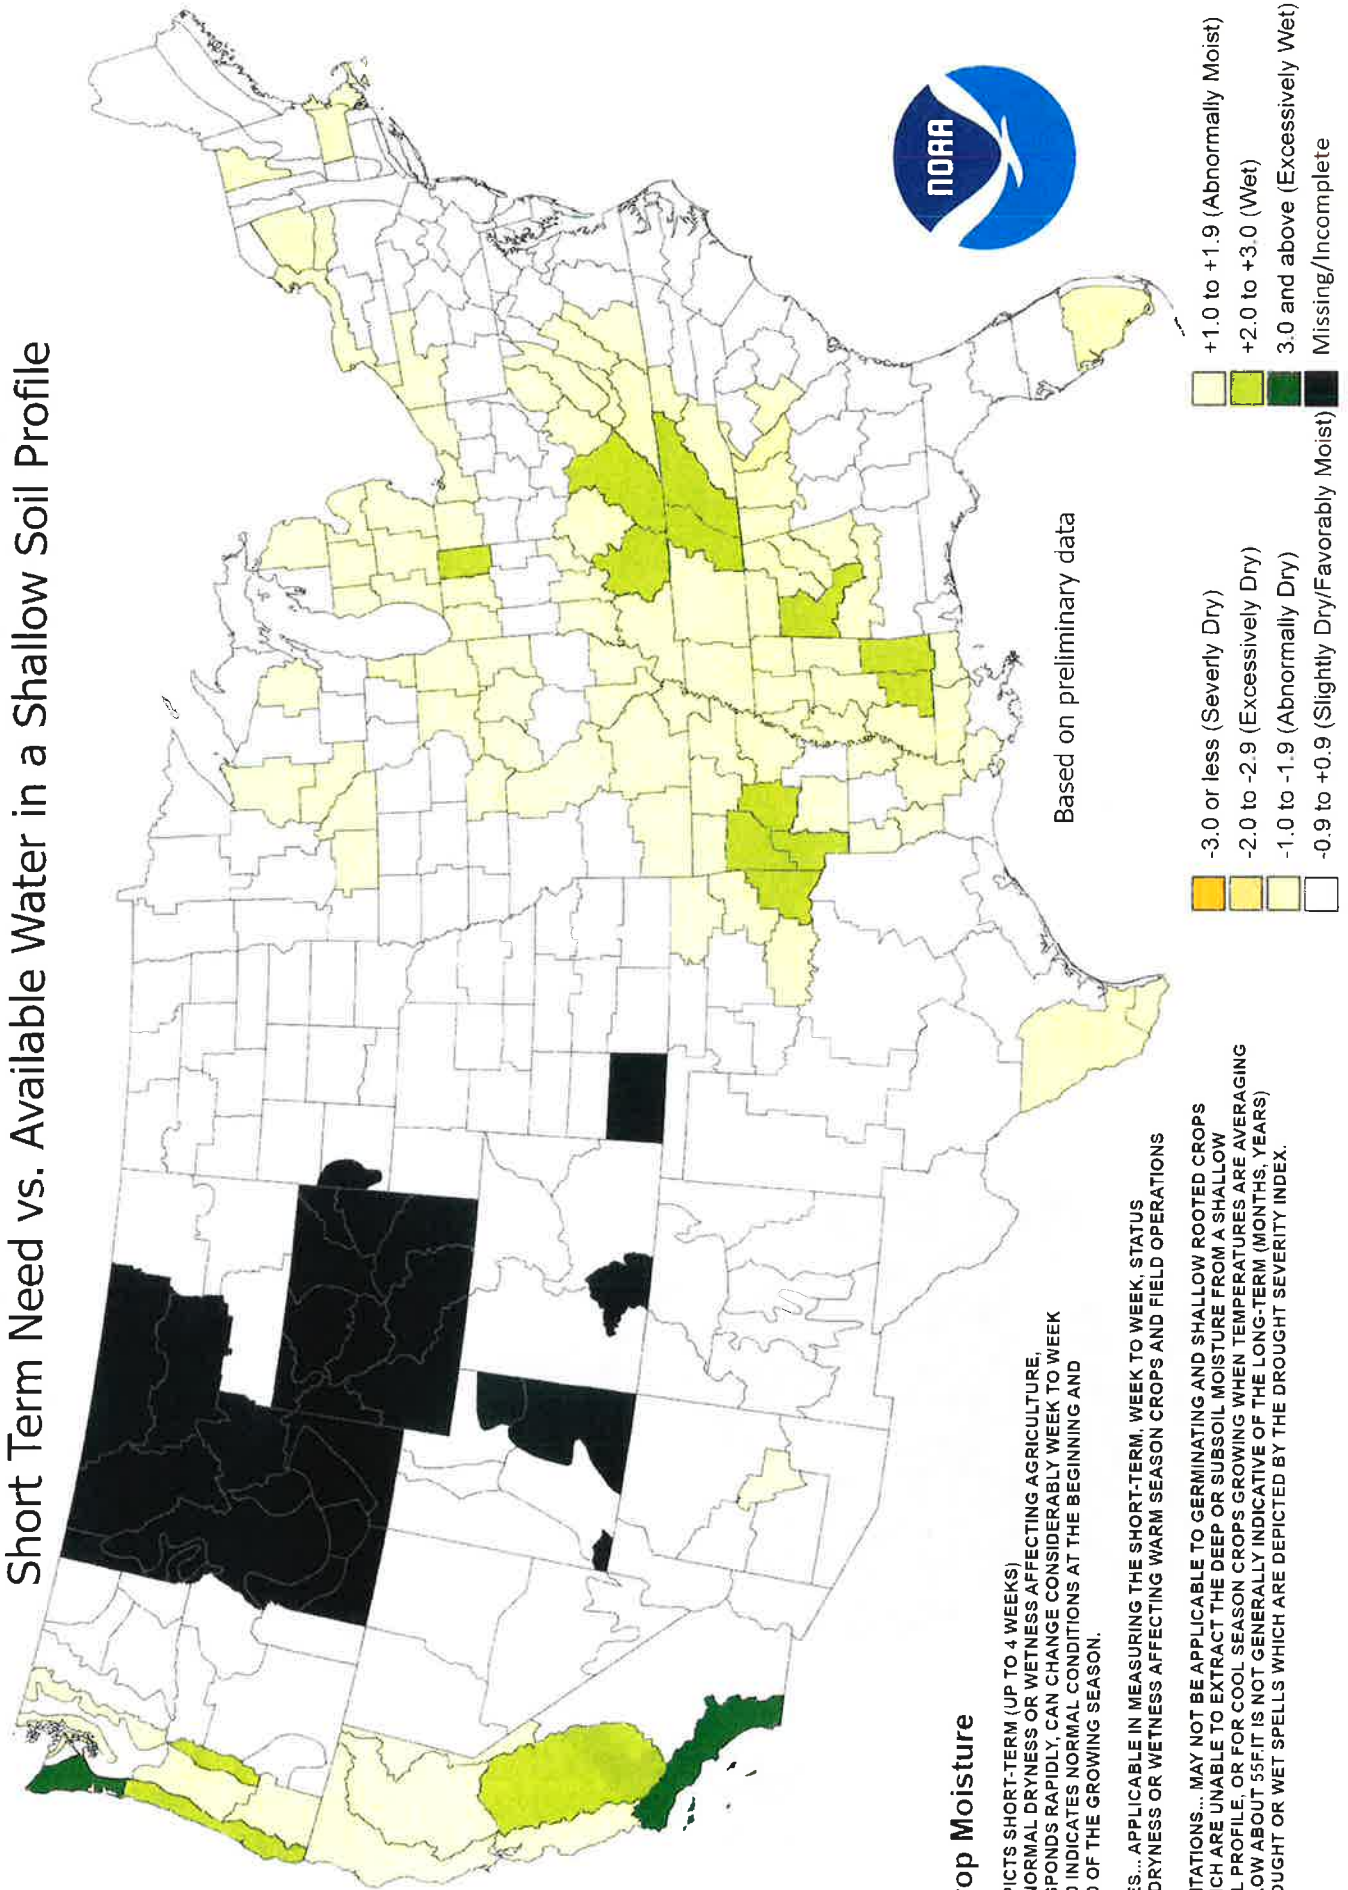 Short Term Need vs. Available Water in a Shallow Soil Profile
NOAA
Based on preliminary data
-3.0 or less (Severly Dry)
-2.0 to -2.9 (Excessively Dry)
-1.0 to -1.9 (Abnormally Dry)
-0.9 to +0.9 (Slightly Dry/Favorably Moist)
+1.0 to +1.9 (Abnormally Moist)
+2.0 to +3.0 (Wet)
3.0 and above (Excessively Wet)
Missing/Incomplete
Moisture
SHORT-TERM (UP TO 4 WEEKS)
DRYNESS OR WETNESS AFFECTING AGRICULTURE,
RAPIDLY, CAN CHANGE CONSIDERABLY WEEK TO WEEK
INDICATES NORMAL CONDITIONS AT THE BEGINNING AND
OF THE GROWING SEASON.
... APPLICABLE IN MEASURING THE SHORT-TERM, WEEK TO WEEK, STATUS
DRYNESS OR WETNESS AFFECTING WARM SEASON CROPS AND FIELD OPERATIONS
... MAY NOT BE APPLICABLE TO GERMINATING AND SHALLOW ROOTED CROPS
ARE UNABLE TO EXTRACT THE DEEP OR SUBSOIL MOISTURE FROM A SHALLOW
PROFILE, OR FOR COOL SEASON CROPS GROWING WHEN TEMPERATURES ARE AVERAGING
ABOUT 55F.IT IS NOT GENERALLY INDICATIVE OF THE LONG-TERM (MONTHS, YEARS)
OR WET SPELLS WHICH ARE DEPICTED BY THE DROUGHT SEVERITY INDEX.